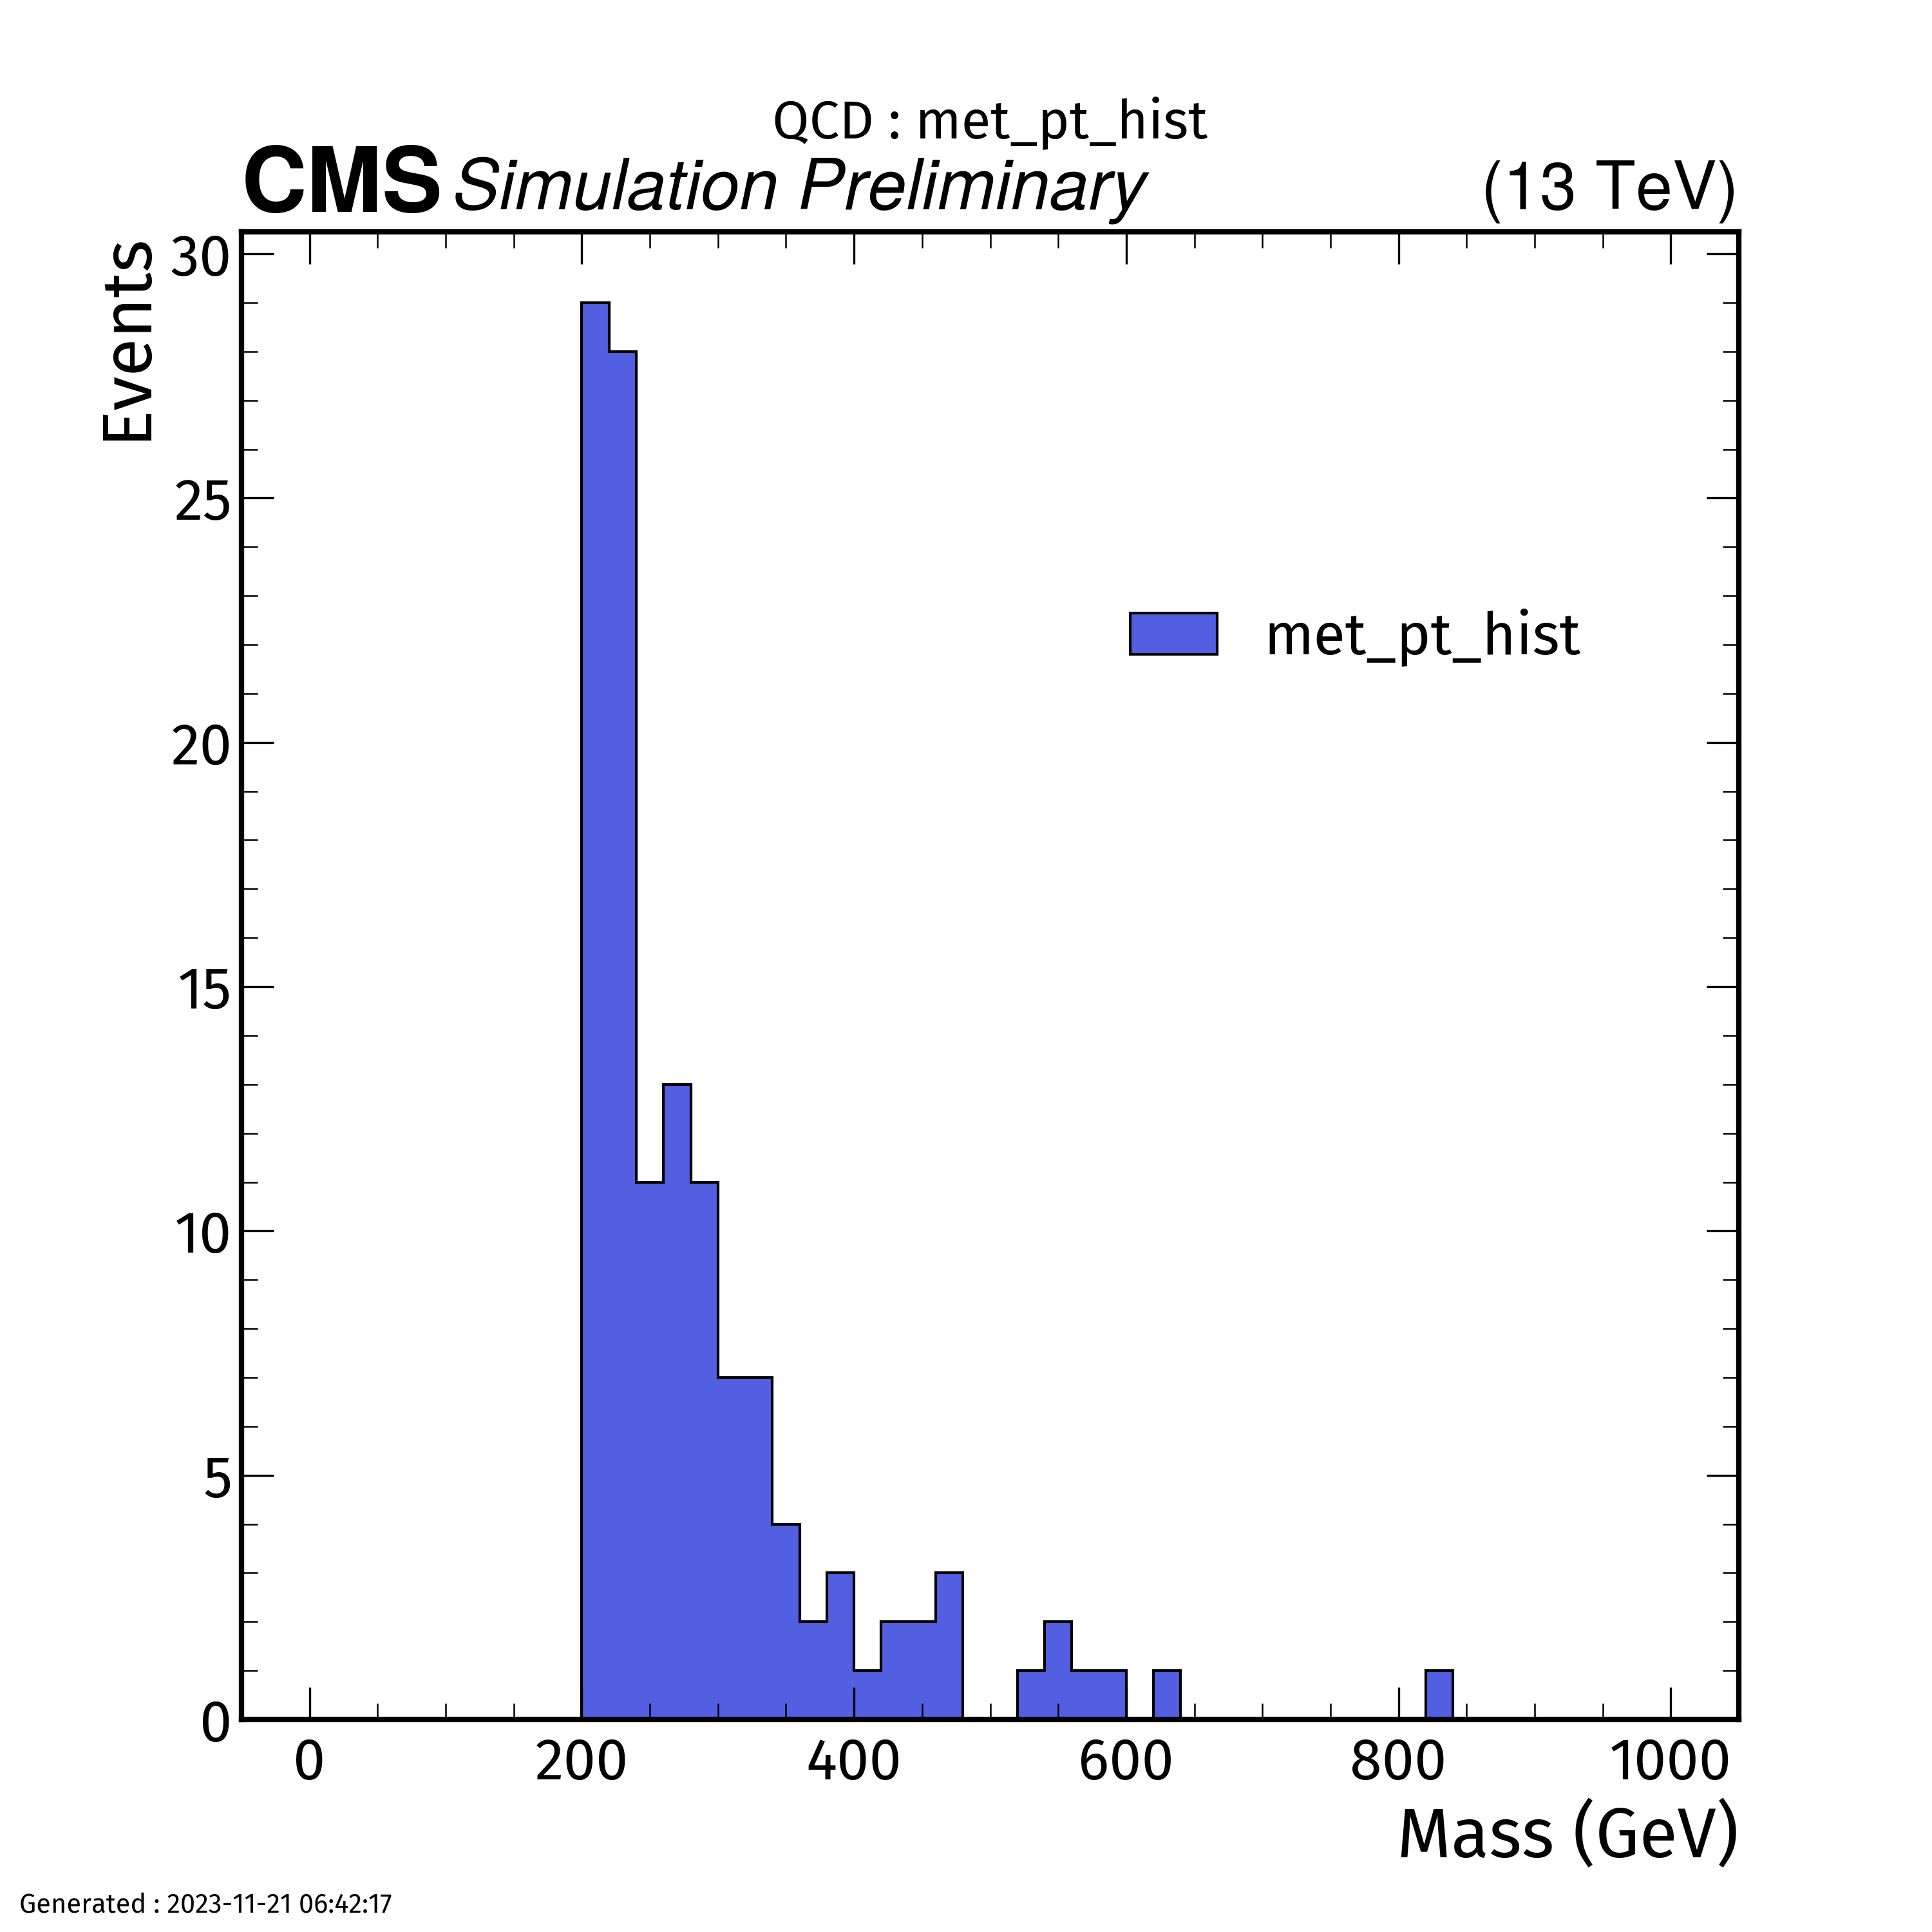 QCD : met_pt_hist
CMS Simulation Preliminary (13 TeV)
Events
30
25
20
15
10
5
0
met_pt_hist
0 200 400 600 800 1000
Mass (GeV)
Generated : 2023-11-21 06:42:17